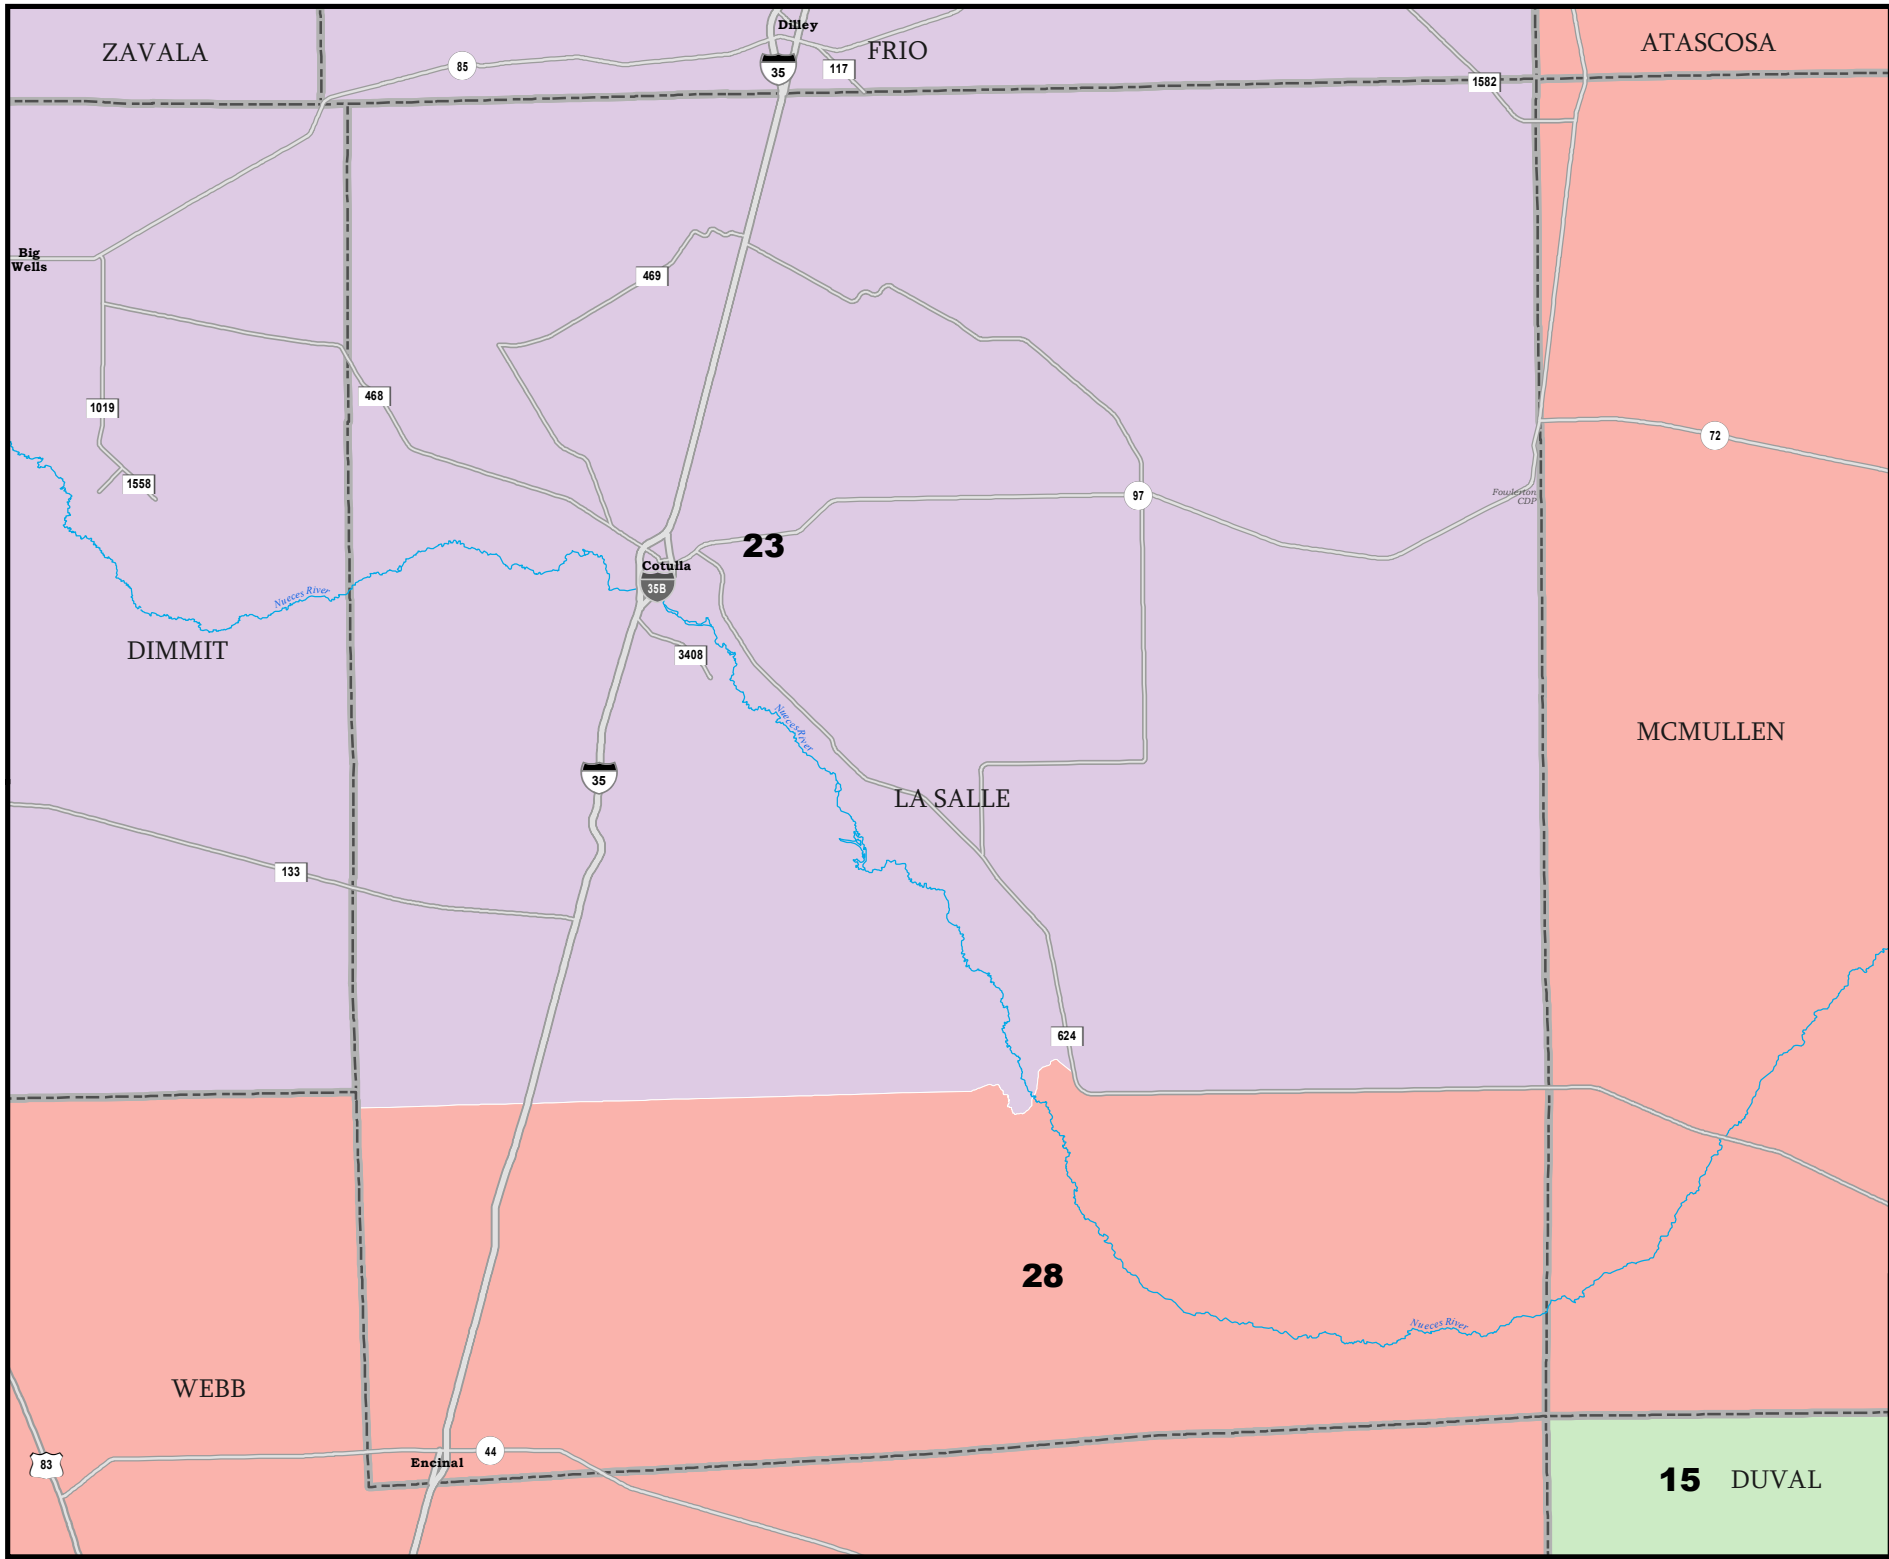 Dilley
ZAVALA
FRIO
ATASCOSA
85
35
117
1582
Big
Wells
469
468
1019
72
1558
97
Fowlerton
CDP
23
Cotulla
35B
Nueces River
DIMMIT
3408
Nueces River
MCMULLEN
35
LA SALLE
133
624
28
Nueces River
WEBB
44
Encinal
83
15
DUVAL